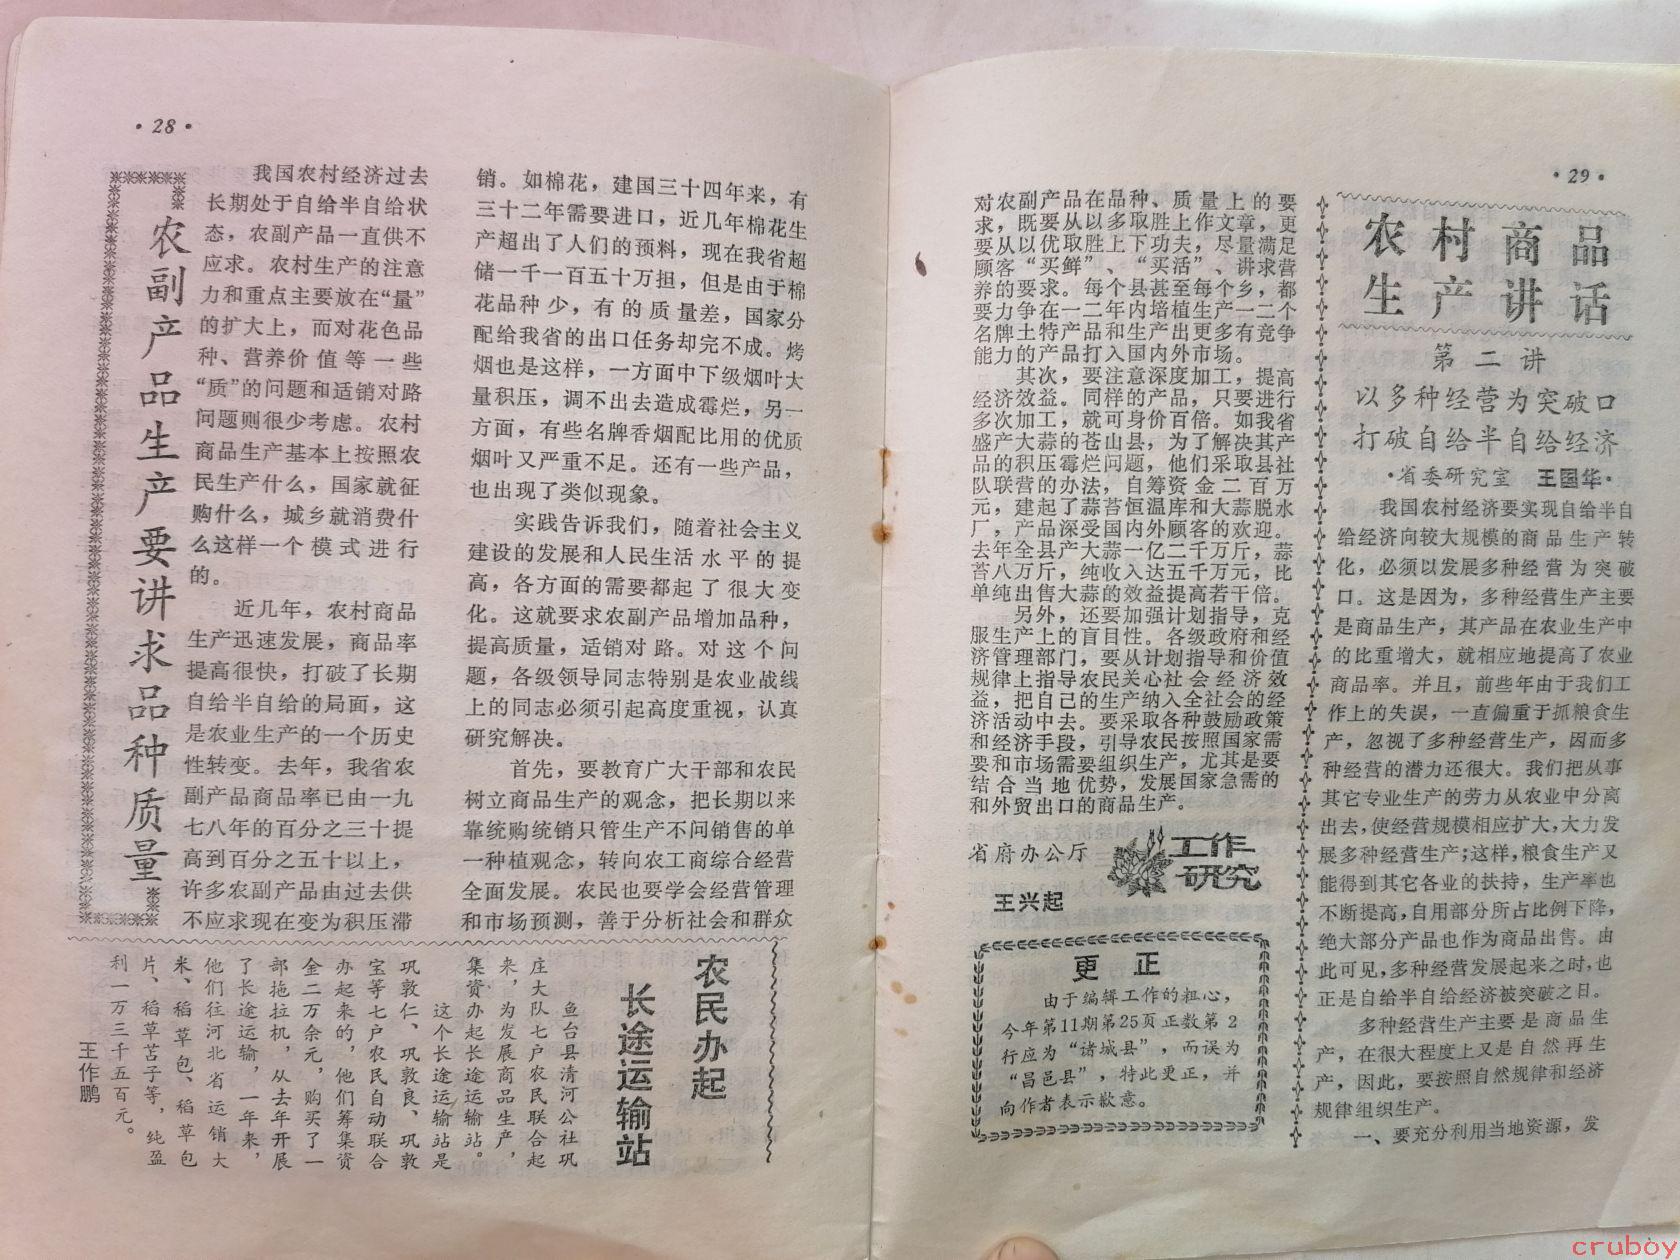 ·28·
农副产品生产要讲求品种质量
我国农村经济过去
长期处于自给半自给状
态，农副产品一直供不
应求。农村生产的注意
力和重点主要放在“量”
的扩大上，而对花色品
种、营养价值等一些
“质”的问题和适销对路
问题则很少考虑。农村
商品生产基本上按照农
民生产什么，国家就征
购什么，城乡就消费什
么这样一个模式进行
的。
近几年，农村商品
生产迅速发展，商品率
提高很快，打破了长期
自给半自给的局面，这
是农业生产的一个历史
性转变。去年，我省农
副产品商品率已由一九
七八年的百分之三十提
高到百分之五十以上，
许多农副产品由过去供
不应求现在变为积压滞
销。如棉花，建国三十四年来，有
三十二年需要进口，近几年棉花生
产超出了人们的预料，现在我省超
储一千一百五十万担，但是由于棉
花品种少，有的质量差，国家分
配给我省的出口任务却完不成。烤
烟也是这样，一方面中下级烟叶大
量积压，调不出去造成霉烂，另一
方面，有些名牌香烟配比用的优质
烟叶又严重不足。还有一些产品，
也出现了类似现象。
实践告诉我们，随着社会主义
建设的发展和人民生活水平的提
高，各方面的需要都起了很大变
化。这就要求农副产品增加品种，
提高质量，适销对路。对这个问
题，各级领导同志特别是农业战线
上的同志必须引起高度重视，认真
研究解决。
首先，要教育广大干部和农民
树立商品生产的观念，把长期以来
靠统购统销只管生产不问销售的单
一种植观念，转向农工商综合经营
全面发展。农民也要学会经营管理
和市场预测，善于分析社会和群众
农民办起
长途运输站
鱼台县清河公社巩
庄大队七户农民联合起
来，为发展商品生产，
集资办起长途运输站。
这个长途运输站是
巩敦仁、巩敦良、巩敦
宝等七户农民自动联合
办起来的，他们筹集资
金二万余元，购买了一
部拖拉机，从去年开展
了长途运输，一年来，
他们往河北省运销大
米、稻草包、稻草包
片、稻草苫子等，纯盈
利一万三千五百元。
王作鹏
·29·
对农副产品在品种、质量上的要
求，既要从以多取胜上作文章，更
要从以优取胜上下功夫，尽量满足
顾客“买鲜”、“买活”、讲求营
养的要求。每个县甚至每个乡，都
要力争在一二年内培植生产一二个
名牌土特产品和生产出更多有竞争
能力的产品打入国内外市场。
其次，要注意深度加工，提高
经济效益。同样的产品，只要进行
多次加工，就可身价百倍。如我省
盛产大蒜的苍山县，为了解决其产
品的积压霉烂问题，他们采取县社
队联营的办法，自筹资金二百万
元，建起了蒜苔恒温库和大蒜脱水
厂，产品深受国内外顾客的欢迎。
去年全县产大蒜一亿二千万斤，蒜
苔八万斤，纯收入达五千万元，比
单纯出售大蒜的效益提高若干倍。
另外，还要加强计划指导，克
服生产上的盲目性。各级政府和经
济管理部门，要从计划指导和价值
规律上指导农民关心社会经济效
益，把自己的生产纳入全社会的经
济活动中去。要采取各种鼓励政策
和经济手段，引导农民按照国家需
要和市场需要组织生产，尤其是要
结合当地优势，发展国家急需的
和外贸出口的商品生产。
省府办公厅
王兴起
工作
研究
更正
由于编辑工作的粗心，
今年第11期第25页正数第2
行应为“诸城县”，而误为
“昌邑县”，特此更正，并
向作者表示歉意。
农村商品
生产讲话
第二讲
以多种经营为突破口
打破自给半自给经济
·省委研究室 王国华·
我国农村经济要实现自给半自
给经济向较大规模的商品生产转
化，必须以发展多种经营为突破
口。这是因为，多种经营生产主要
是商品生产，其产品在农业生产中
的比重增大，就相应地提高了农业
商品率。并且，前些年由于我们工
作上的失误，一直偏重于抓粮食生
产，忽视了多种经营生产，因而多
种经营的潜力还很大。我们把从事
其它专业生产的劳力从农业中分离
出去，使经营规模相应扩大，大力发
展多种经营生产；这样，粮食生产又
能得到其它各业的扶持，生产率也
不断提高，自用部分所占比例下降，
绝大部分产品也作为商品出售。由
此可见，多种经营发展起来之时，也
正是自给半自给经济被突破之日。
多种经营生产主要是商品生
产，在很大程度上又是自然再生
产，因此，要按照自然规律和经济
规律组织生产。
一、要充分利用当地资源，发
cruboy